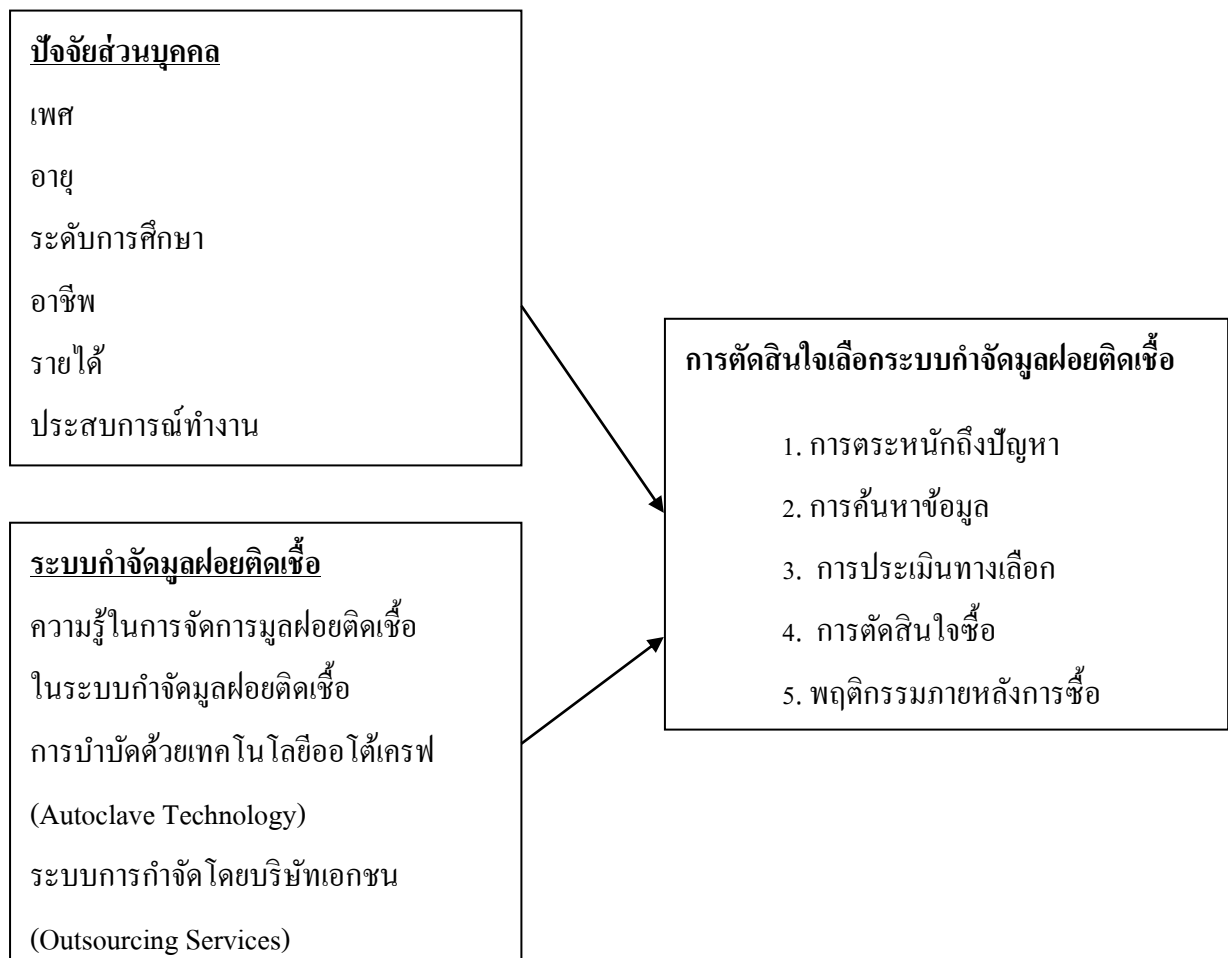 ปัจจัยส่วนบุคคล
เพศ
อายุ
ระดับการศึกษา
อาชีพ
รายได้
ประสบการณ์ทำงาน
ระบบกำจัดมูลฝอยติดเชื้อ
ความรู้ในการจัดการมูลฝอยติดเชื้อ
ในระบบกำจัดมูลฝอยติดเชื้อ
การบำบัดด้วยเทคโนโลยีออโต้เครฟ
(Autoclave Technology)
ระบบการกำจัดโดยบริษัทเอกชน
(Outsourcing Services)
การตัดสินใจเลือกระบบกำจัดมูลฝอยติดเชื้อ
1. การตระหนักถึงปัญหา
2. การค้นหาข้อมูล
3. การประเมินทางเลือก
4. การตัดสินใจซื้อ
5. พฤติกรรมภายหลังการซื้อ